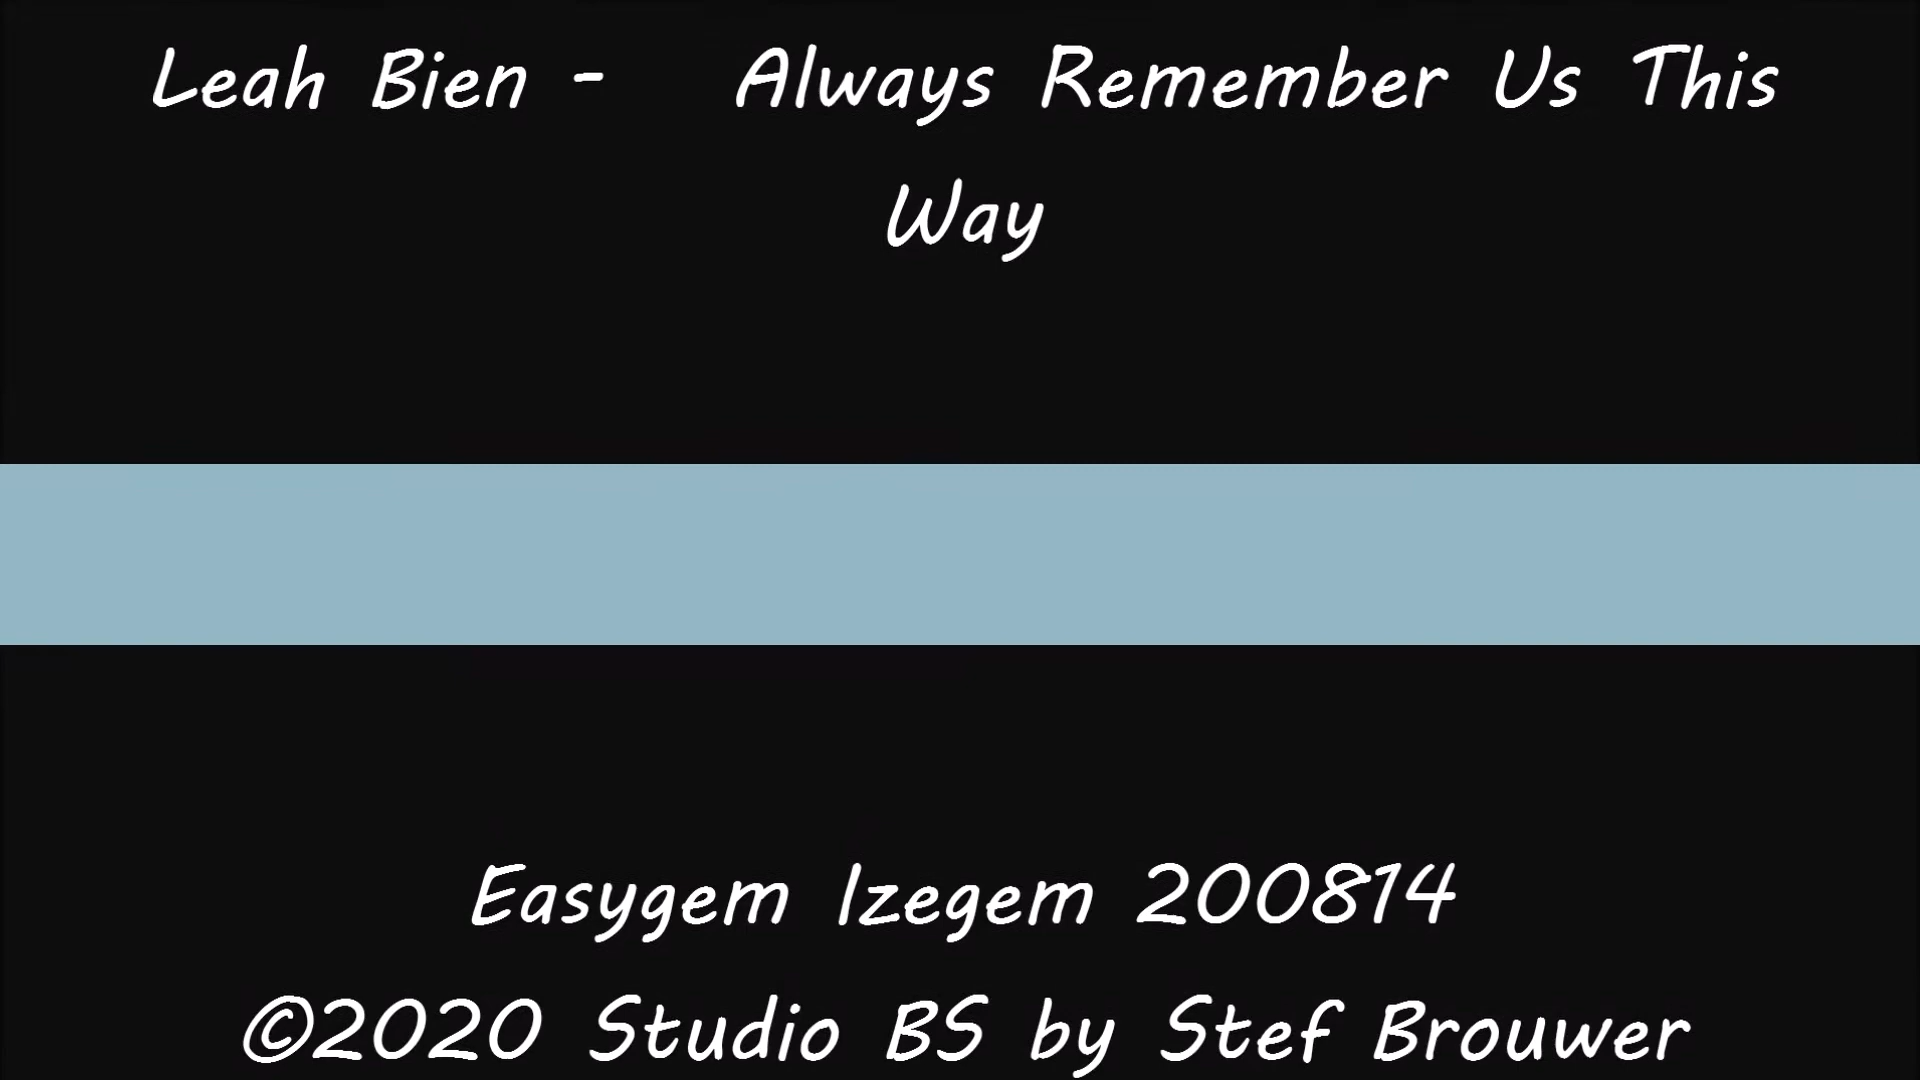 Leah Bien - Always Remember Us This
Way
Easygem Izegem 200814
©2020 Studio BS by Stef Brouwer